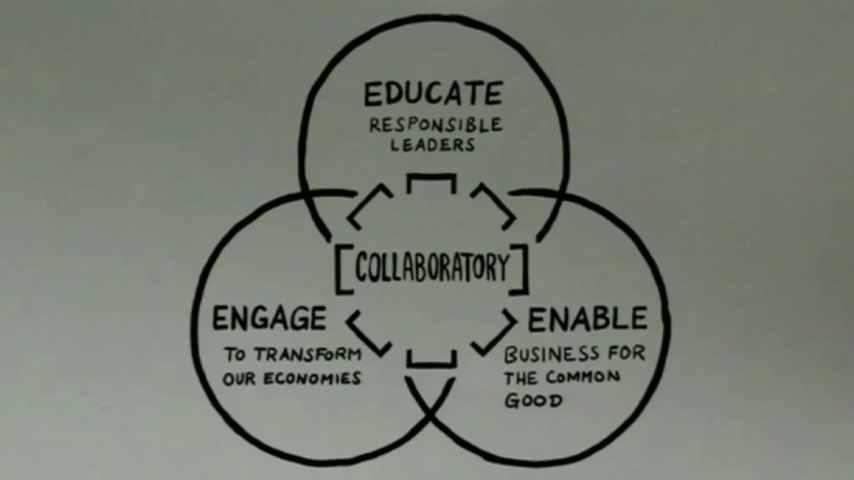 EDUCATE
RESPONSIBLE
LEADERS
[COLLABORATORY]
ENGAGE
TO TRANSFORM
OUR ECONOMIES
ENABLE
BUSINESS FOR
THE COMMON
GOOD